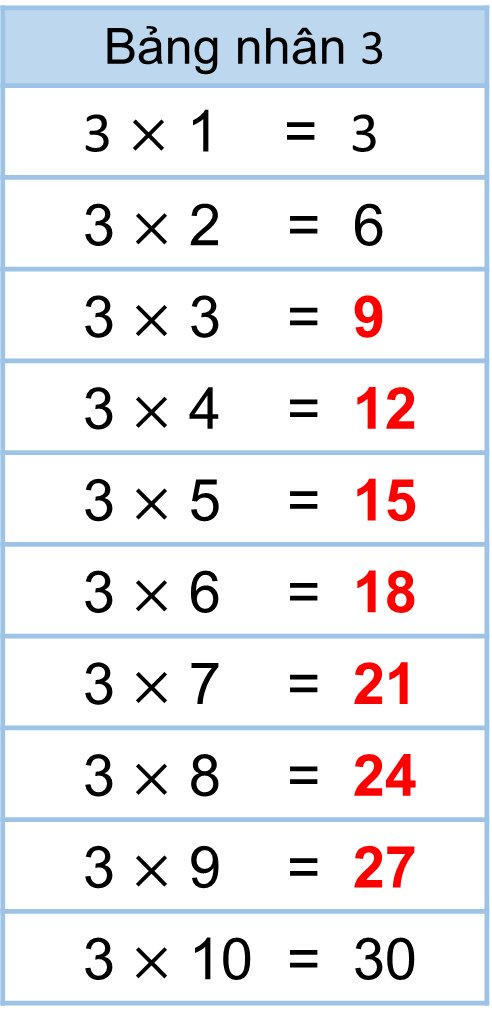 Bảng nhân 3
3 × 1 = 3
3 × 2 = 6
3 × 3 = 9
3 × 4 = 12
3 × 5 = 15
3 × 6 = 18
3 × 7 = 21
3 × 8 = 24
3 × 9 = 27
3 × 10 = 30